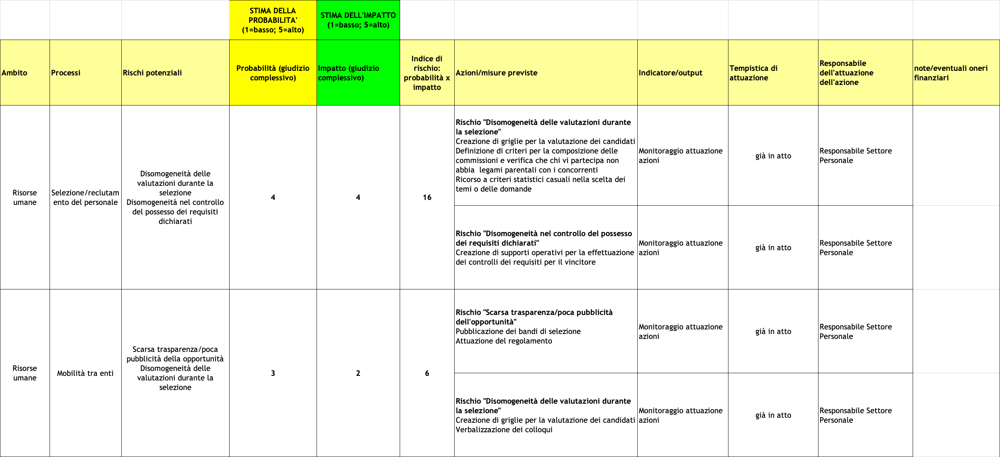 STIMA DELLA
PROBABILITA'
(1=basso; 5=alto)
STIMA DELL'IMPATTO
(1=basso; 5=alto)
Ambito
Processi
Rischi potenziali
Probabilità (giudizio
complessivo)
Impatto (giudizio
complessivo)
Indice di
rischio:
probabilità x
impatto
Azioni/misure previste
Indicatore/output
Tempistica di
attuazione
Responsabile
dell'attuazione
dell'azione
note/eventuali oneri
finanziari
Risorse
umane
Selezione/reclutam
ento del personale
Disomogeneità delle
valutazioni durante la
selezione
Disomogeneità nel controllo
del possesso dei requisiti
dichiarati
4
4
16
Rischio "Disomogeneità delle valutazioni durante
la selezione"
Creazione di griglie per la valutazione dei candidati
Definizione di criteri per la composizione delle
commissioni e verifica che chi vi partecipa non
abbia  legami parentali con i concorrenti
Ricorso a criteri statistici casuali nella scelta dei
temi o delle domande
Monitoraggio attuazione
azioni
già in atto
Responsabile Settore
Personale
Rischio "Disomogeneità nel controllo del possesso
dei requisiti dichiarati"
Creazione di supporti operativi per la effettuazione
dei controlli dei requisiti per il vincitore
Monitoraggio attuazione
azioni
già in atto
Responsabile Settore
Personale
Risorse
umane
Mobilità tra enti
Scarsa trasparenza/poca
pubblicità della opportunità
Disomogeneità delle
valutazioni durante la
selezione
3
2
6
Rischio "Scarsa trasparenza/poca pubblicità
dell'opportunità"
Pubblicazione dei bandi di selezione
Attuazione del regolamento
Monitoraggio attuazione
azioni
già in atto
Responsabile Settore
Personale
Rischio "Disomogeneità delle valutazioni durante
la selezione"
Creazione di griglie per la valutazione dei candidati
Verbalizzazione dei colloqui
Monitoraggio attuazione
azioni
già in atto
Responsabile Settore
Personale